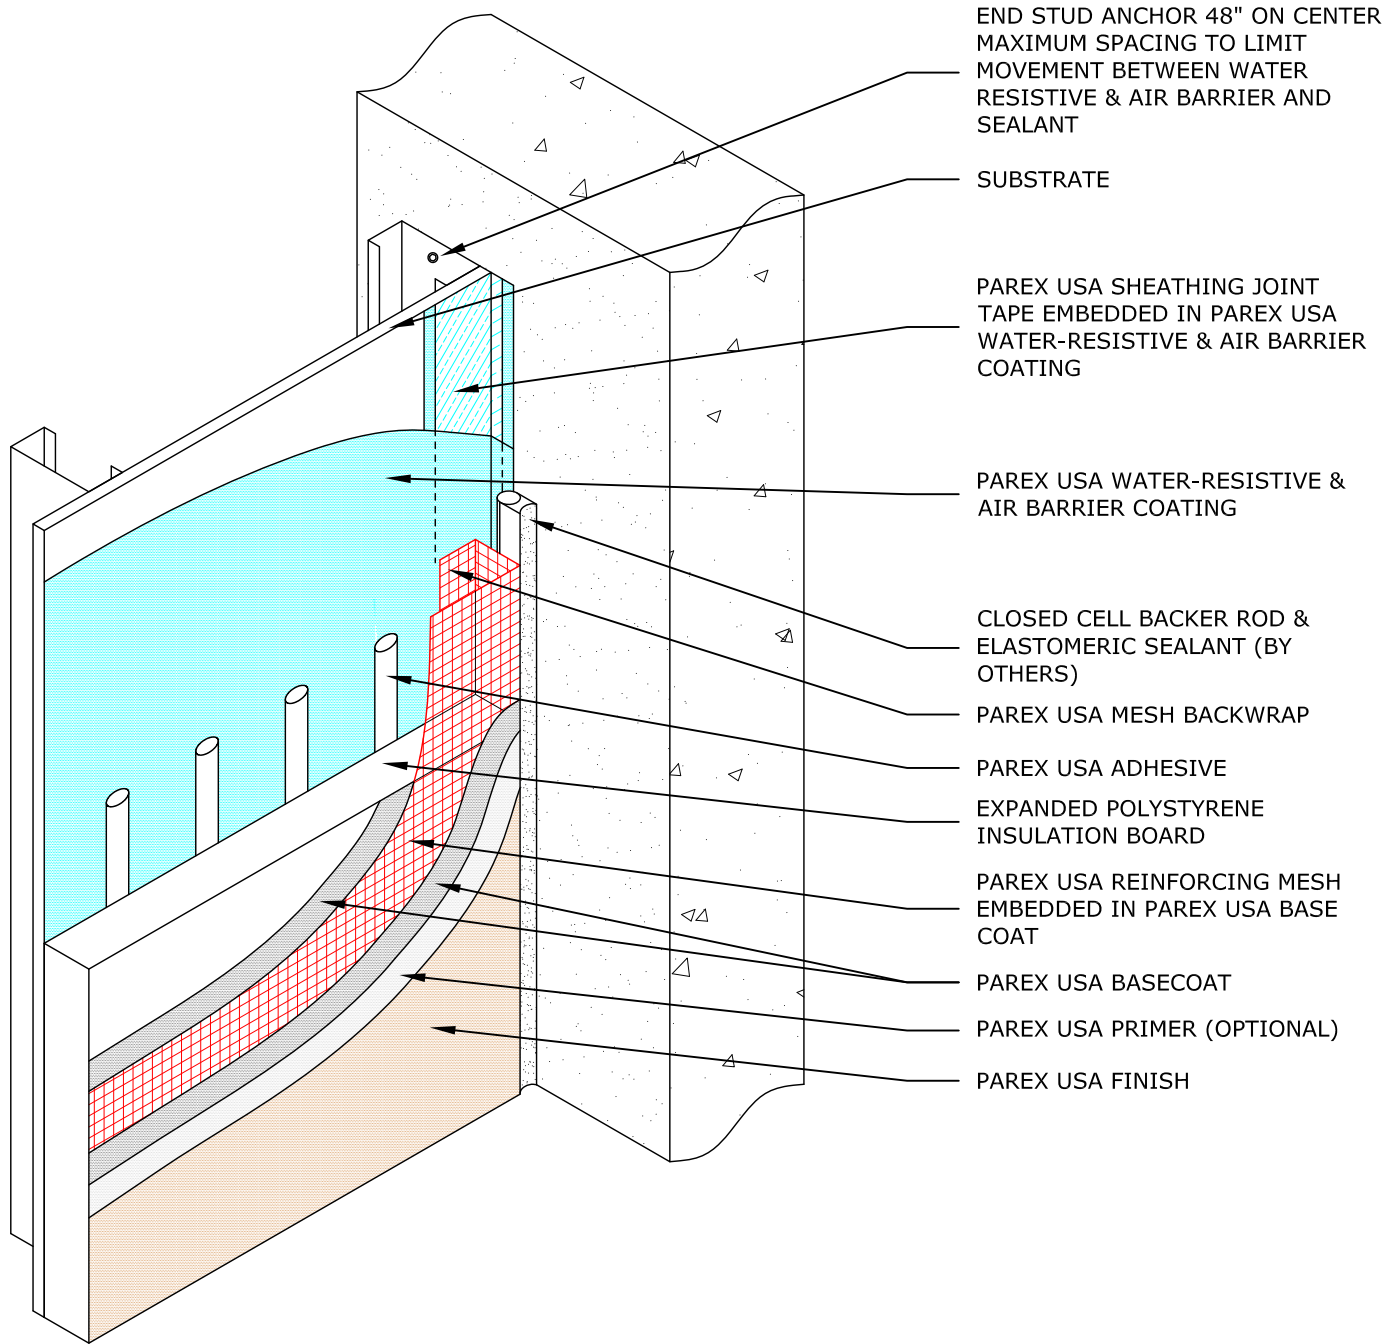 END STUD ANCHOR 48" ON CENTER
MAXIMUM SPACING TO LIMIT
MOVEMENT BETWEEN WATER
RESISTIVE & AIR BARRIER AND
SEALANT
SUBSTRATE
PAREX USA SHEATHING JOINT
TAPE EMBEDDED IN PAREX USA
WATER-RESISTIVE & AIR BARRIER
COATING
PAREX USA WATER-RESISTIVE &
AIR BARRIER COATING
CLOSED CELL BACKER ROD &
ELASTOMERIC SEALANT (BY
OTHERS)
PAREX USA MESH BACKWRAP
PAREX USA ADHESIVE
EXPANDED POLYSTYRENE
INSULATION BOARD
PAREX USA REINFORCING MESH
EMBEDDED IN PAREX USA BASE
COAT
PAREX USA BASECOAT
PAREX USA PRIMER (OPTIONAL)
PAREX USA FINISH